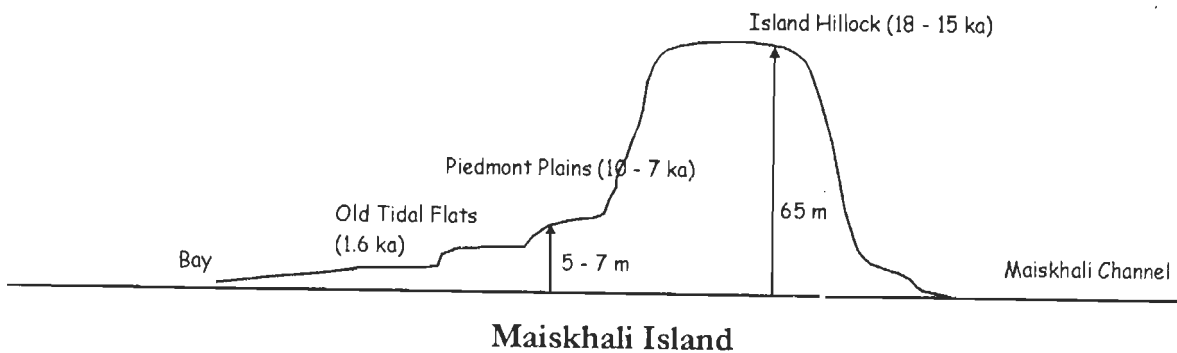 Island Hillock (18 - 15 ka)
Piedmont Plains (10 - 7 ka)
65 m
Old Tidal Flats
(1.6 ka)
Bay
5 - 7 m
Maiskhali Channel
Maiskhali Island